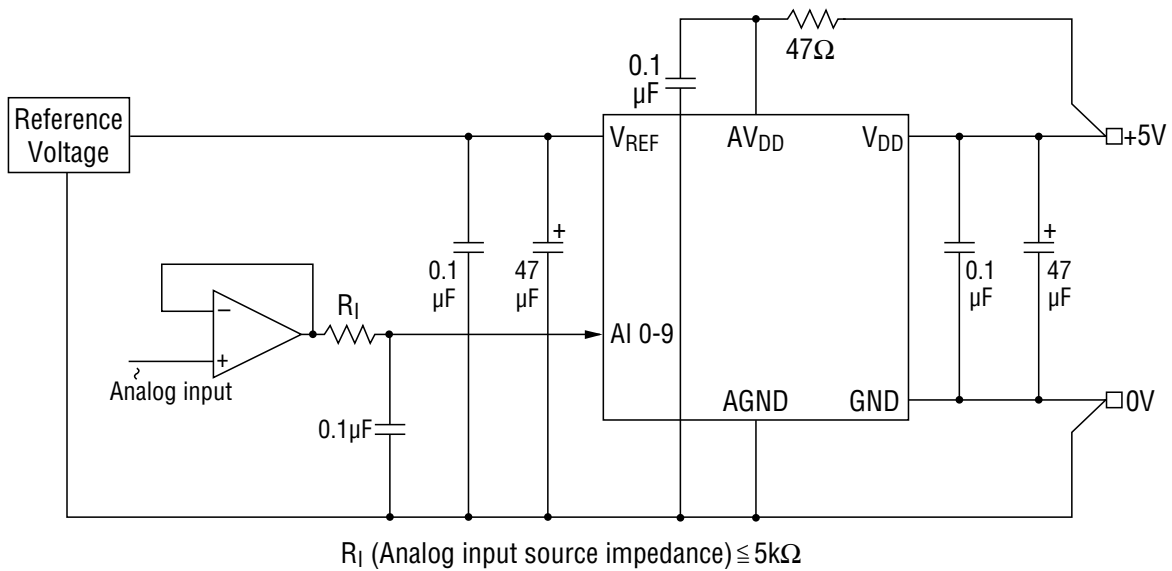 47Ω
0.1
µF
Reference
Voltage
V_REF
AV_DD
V_DD
+5V
+
+
0.1
µF
47
µF
0.1
µF
47
µF
R_I
−
+
AI 0-9
Analog input
AGND
GND
0V
0.1µF
R_I (Analog input source impedance) ≦ 5kΩ